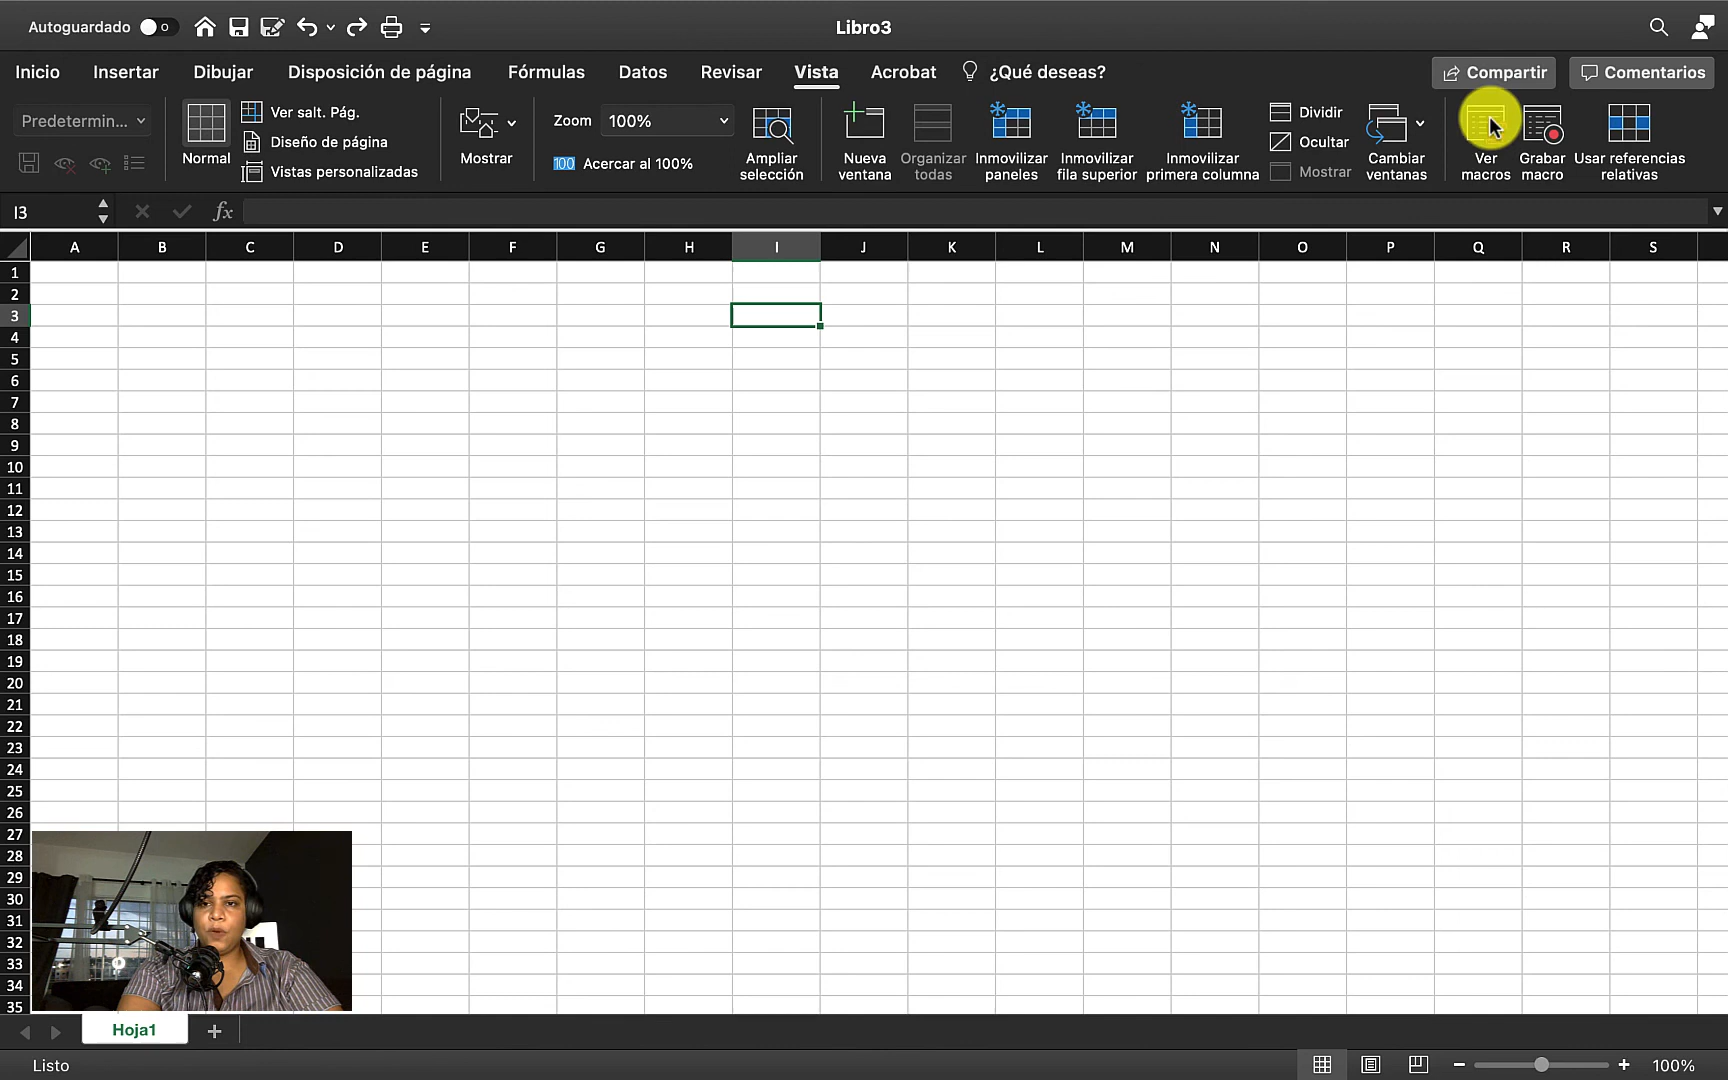 Autoguardado
Libro3
Inicio Insertar Dibujar Disposición de página Fórmulas Datos Revisar Vista Acrobat ¿Qué deseas? Compartir Comentarios
Predetermin...
Normal
Ver salt. Pág.
Diseño de página
Vistas personalizadas
Mostrar
Zoom 100%
100 Acercar al 100%
Ampliar
selección
Nueva
ventana
Organizar
todas
Inmovilizar
paneles
Inmovilizar
fila superior
Inmovilizar
primera columna
Dividir
Ocultar
Mostrar
Cambiar
ventanas
Ver
macros
Grabar
macro
Usar referencias
relativas
I3
fx
A B C D E F G H I J K L M N O P Q R S
1
2
3
4
5
6
7
8
9
10
11
12
13
14
15
16
17
18
19
20
21
22
23
24
25
26
27
28
29
30
31
32
33
34
35
Hoja1
Listo
100%